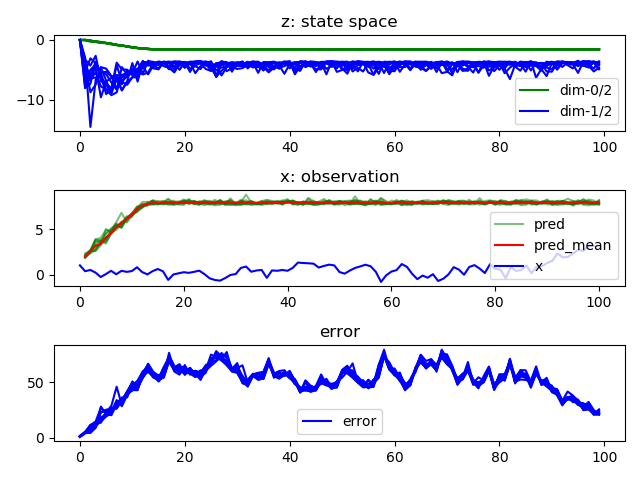 z: state space
0
−10
dim-0/2
dim-1/2
0 20 40 60 80 100
x: observation
5
0
pred
pred_mean
x
0 20 40 60 80 100
error
50
0
error
0 20 40 60 80 100